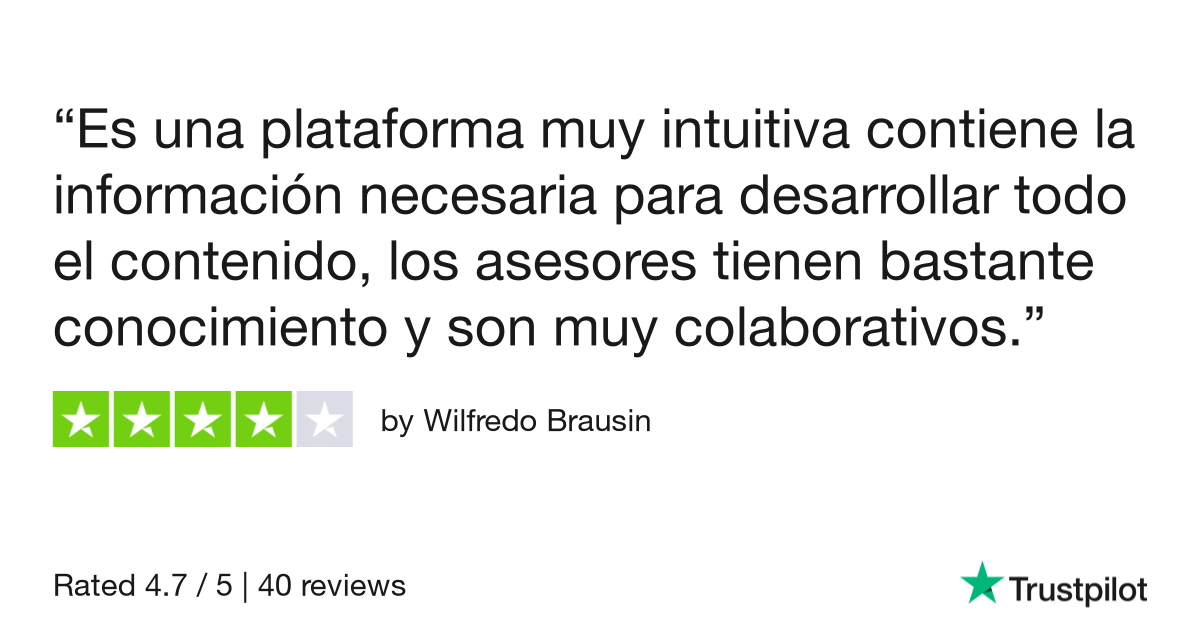 “Es una plataforma muy intuitiva contiene la
información necesaria para desarrollar todo
el contenido, los asesores tienen bastante
conocimiento y son muy colaborativos.”
by Wilfredo Brausin
Rated 4.7 / 5 | 40 reviews
Trustpilot